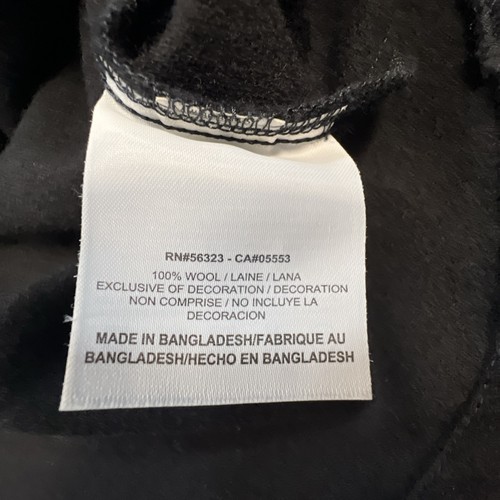 RN#56323 - CA#05553
100% WOOL / LAINE / LANA
EXCLUSIVE OF DECORATION / DECORATION
NON COMPRISE / NO INCLUYE LA
DECORACION
MADE IN BANGLADESH/FABRIQUE AU
BANGLADESH/HECHO EN BANGLADESH